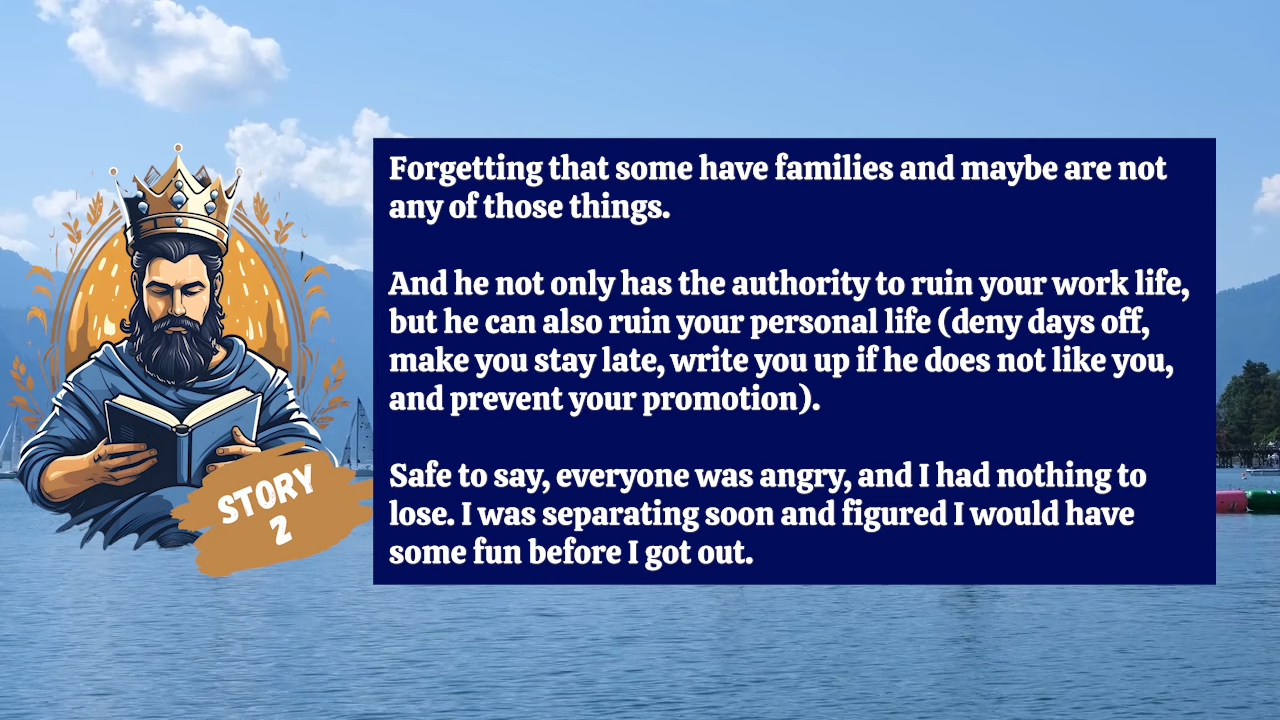 Forgetting that some have families and maybe are not
any of those things.
And he not only has the authority to ruin your work life,
but he can also ruin your personal life (deny days off,
make you stay late, write you up if he does not like you,
and prevent your promotion).
Safe to say, everyone was angry, and I had nothing to
lose. I was separating soon and figured I would have
some fun before I got out.
STORY
2